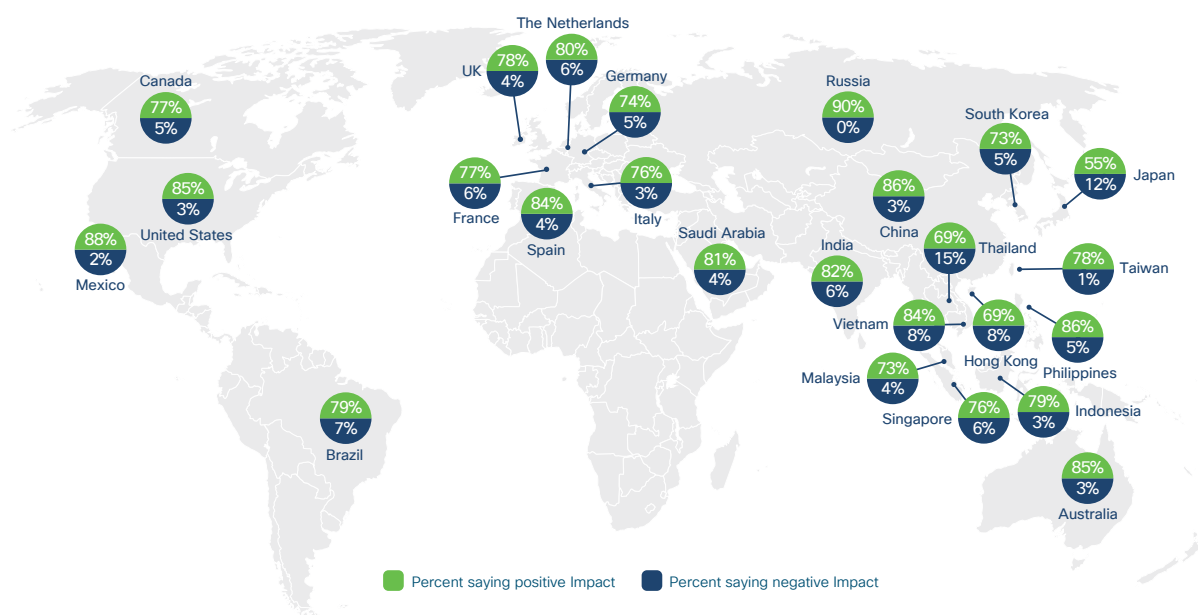 The Netherlands
80%
6%
UK
78%
4%
Germany
74%
5%
Canada
77%
5%
Russia
90%
0%
South Korea
73%
5%
55%
12%
Japan
77%
6%
France
84%
4%
Spain
76%
3%
Italy
85%
3%
United States
86%
3%
China
88%
2%
Mexico
Saudi Arabia
81%
4%
India
82%
6%
69%
15%
Thailand
78%
1%
Taiwan
Vietnam
84%
8%
69%
8%
Hong Kong
86%
5%
Philippines
Malaysia
73%
4%
Singapore
76%
6%
79%
3%
Indonesia
79%
7%
Brazil
85%
3%
Australia
Percent saying positive Impact
Percent saying negative Impact